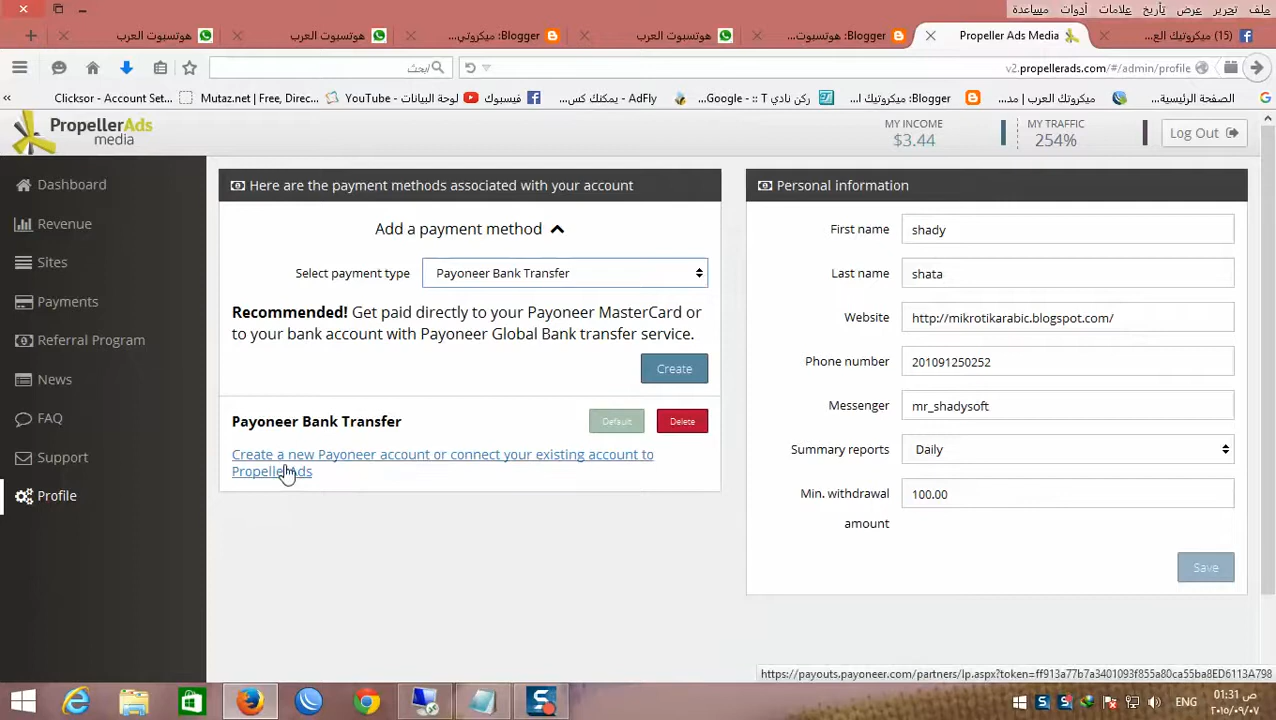 ملف تحرير عرض تأريخ علامات أدوات مساعدة
هوتسبوت العرب
هوتسبوت العرب
Blogger: ميكروتي...
هوتسبوت العرب
Blogger: هوتسبوت...
Propeller Ads Media
(15) ميكروتيك الع...
ابحث
v2.propellerads.com/#/admin/profile
« Clicksor - Account Set... Mutaz.net | Free, Direc... لوحة البيانات - YouTube فيسبوك AdFly - يمكنك كس... Google :: T ركن نادي -... Blogger: ميكروتيك ا... ميكروتك العرب | مد... الصفحة الرئيسية...
PropellerAds
media
MY INCOME
$3.44
MY TRAFFIC
254%
Log Out
Dashboard
Revenue
Sites
Payments
Referral Program
News
FAQ
Support
Profile
Here are the payment methods associated with your account
Add a payment method
Select payment type
Payoneer Bank Transfer
Recommended! Get paid directly to your Payoneer MasterCard or
to your bank account with Payoneer Global Bank transfer service.
Create
Payoneer Bank Transfer
Default
Delete
Create a new Payoneer account or connect your existing account to
PropellerAds
Personal information
First name
shady
Last name
shata
Website
http://mikrotikarabic.blogspot.com/
Phone number
201091250252
Messenger
mr_shadysoft
Summary reports
Daily
Min. withdrawal
amount
100.00
Save
https://payouts.payoneer.com/partners/lp.aspx?token=ff913a77b7a3401093f855a80ca55ba8ED6113A798
ENG
01:31 ص
٢٠١٥/٠٩/٠٧